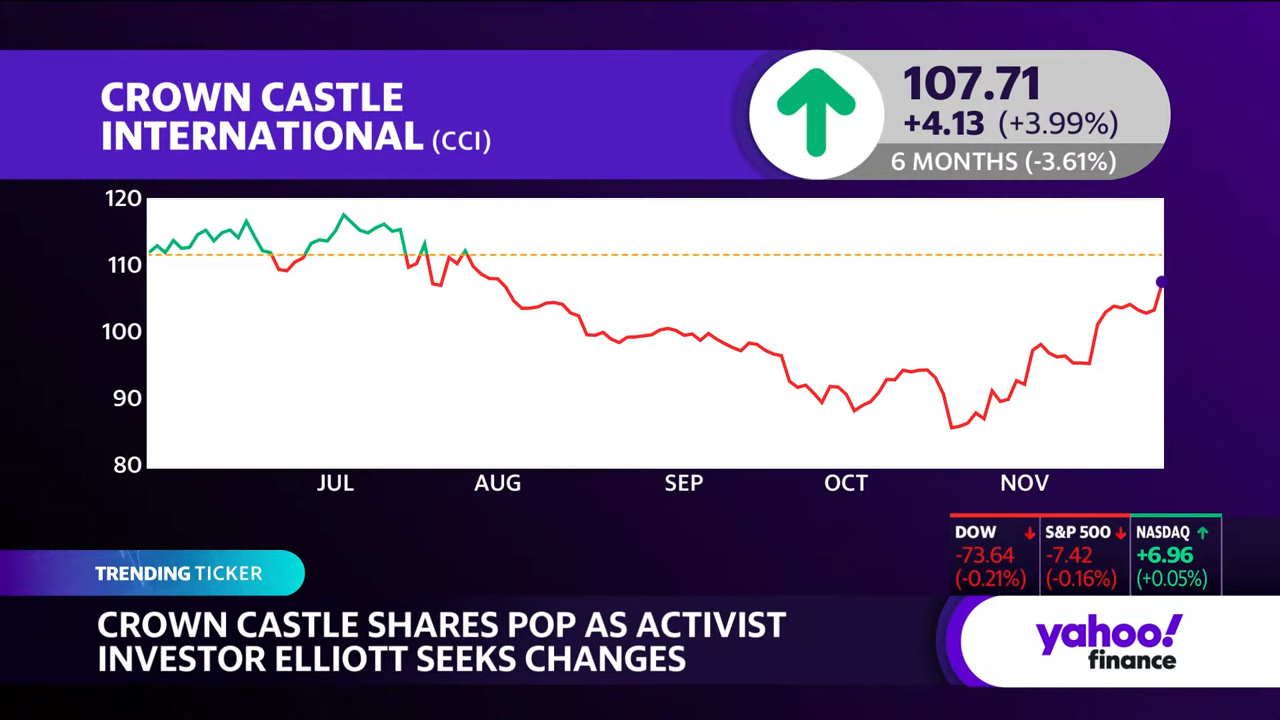 CROWN CASTLE
INTERNATIONAL (CCI)
107.71
+4.13 (+3.99%)
6 MONTHS (-3.61%)
120
110
100
90
80
JUL AUG SEP OCT NOV
DOW S&P 500 NASDAQ
-73.64 -7.42 +6.96
(-0.21%) (-0.16%) (+0.05%)
TRENDING TICKER
CROWN CASTLE SHARES POP AS ACTIVIST
INVESTOR ELLIOTT SEEKS CHANGES
yahoo!
finance